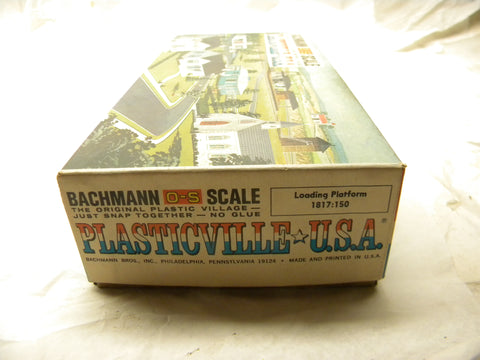 BACHMANN O-S SCALE
THE ORIGINAL PLASTIC VILLAGE —
JUST SNAP TOGETHER — NO GLUE
Loading Platform
1817:150
PLASTICVILLE☆U.S.A.®
BACHMANN BROS., INC., PHILADELPHIA, PENNSYLVANIA 19124 • MADE AND PRINTED IN U.S.A.